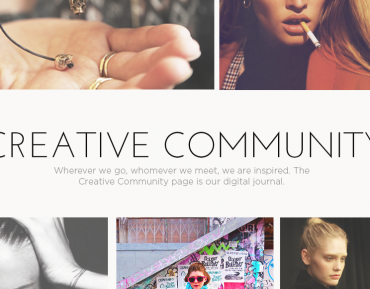 CREATIVE COMMUNITY
Wherever we go, whomever we meet, we are inspired. The
Creative Community page is our digital journal.